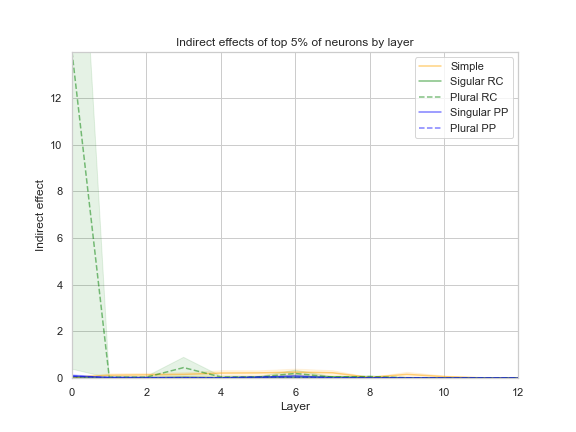 Indirect effects of top 5% of neurons by layer
Simple
Sigular RC
Plural RC
Singular PP
Plural PP
12
10
8
6
4
2
0
Indirect effect
0 2 4 6 8 10 12
Layer